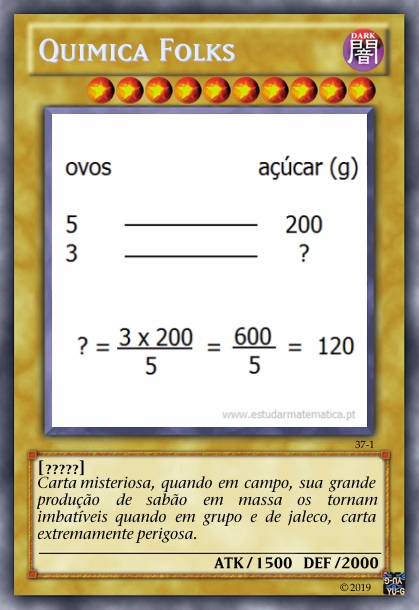 QUIMICA FOLKS
DARK
闇
ovos açúcar (g)
5 200
3 ?
? = 3 x 200 / 5 = 600 / 5 = 120
www.estudarmatematica.pt
37-1
[?????]
Carta misteriosa, quando em campo, sua grande
produção de sabão em massa os tornam
imbatíveis quando em grupo e de jaleco, carta
extremamente perigosa.
ATK / 1500 DEF /2000
©2019